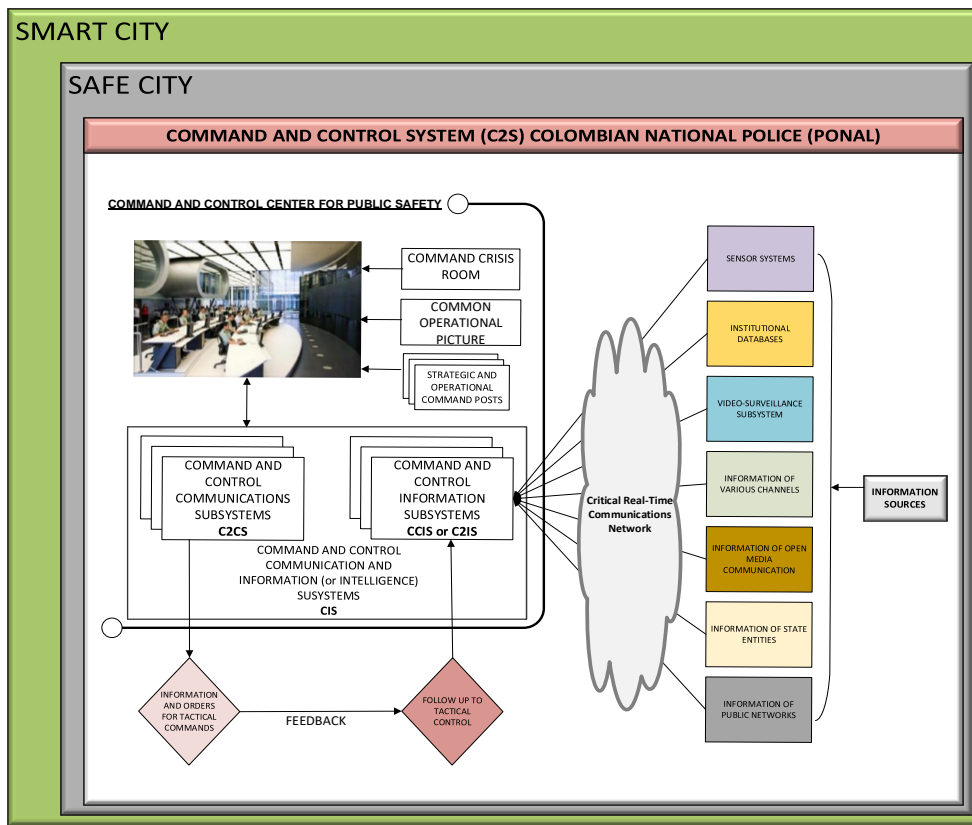 SMART CITY
SAFE CITY
COMMAND AND CONTROL SYSTEM (C2S) COLOMBIAN NATIONAL POLICE (PONAL)
COMMAND AND CONTROL CENTER FOR PUBLIC SAFETY
COMMAND CRISIS
ROOM
COMMON
OPERATIONAL
PICTURE
STRATEGIC AND
OPERATIONAL
COMMAND POSTS
COMMAND AND
CONTROL
COMMUNICATIONS
SUBSYSTEMS
C2CS
COMMAND AND
CONTROL
INFORMATION
SUBSYSTEMS
CCIS or C2IS
COMMAND AND CONTROL
COMMUNICATION AND
INFORMATION (or INTELLIGENCE)
SUSYSTEMS
CIS
INFORMATION
AND ORDERS
FOR TACTICAL
COMMANDS
FEEDBACK
FOLLOW UP TO
TACTICAL
CONTROL
Critical Real-Time
Communications
Network
SENSOR SYSTEMS
INSTITUTIONAL
DATABASES
VIDEO-SURVEILLANCE
SUBSYSTEM
INFORMATION OF
VARIOUS CHANNELS
INFORMATION OF OPEN
MEDIA
COMMUNICATION
INFORMATION OF STATE
ENTITIES
INFORMATION OF
PUBLIC NETWORKS
INFORMATION
SOURCES